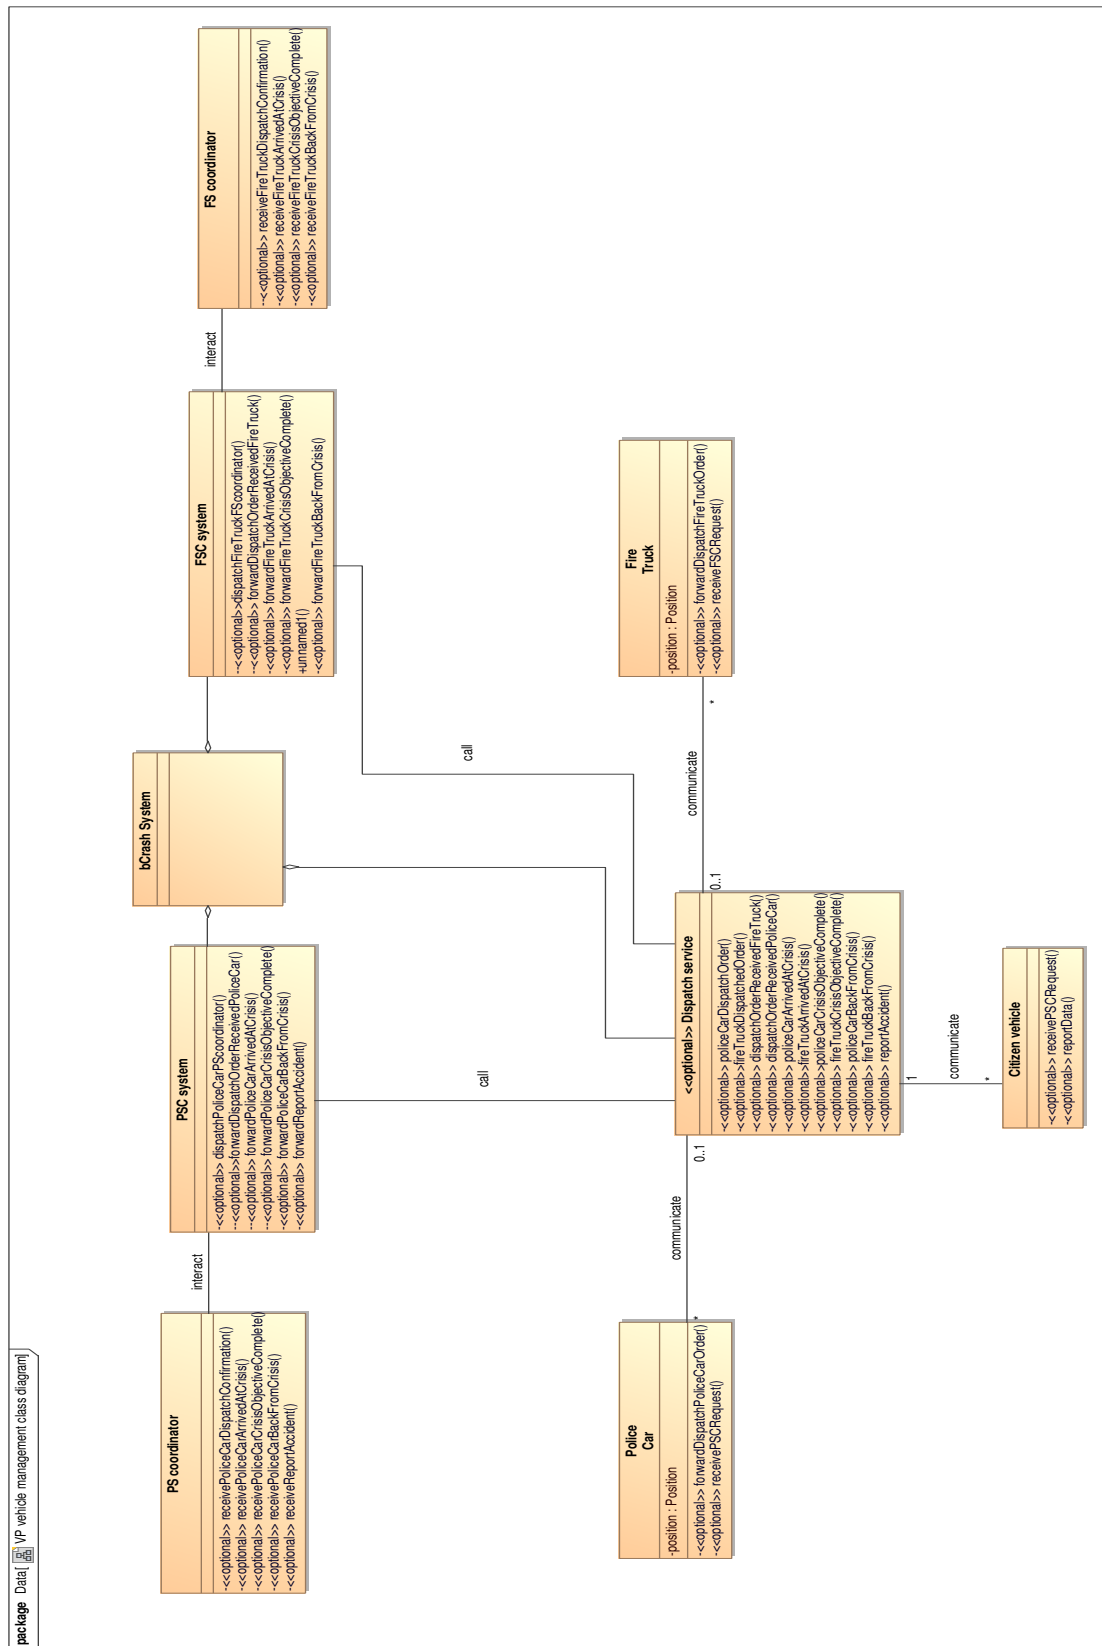 package Data[ VP vehicle management class diagram]
PS coordinator
-<<optional>> receivePoliceCarDispatchConfirmation()
-<<optional>> receivePoliceCarArrivedAtCrisis()
-<<optional>> receivePoliceCarCrisisObjectiveComplete()
-<<optional>> receivePoliceCarBackFromCrisis()
-<<optional>> receiveReportAccident()
interact
PSC system
-<<optional>> dispatchPoliceCarPScoordinator()
-<<optional>>forwardDispatchOrderReceivedPoliceCar()
-<<optional>> forwardPoliceCarArrivedAtCrisis()
-<<optional>>forwardPoliceCarCrisisObjectiveComplete()
-<<optional>> forwardPoliceCarBackFromCrisis()
-<<optional>> forwardReportAccident()
bCrash System
FSC system
-<<optional>>dispatchFireTruckFScoordinator()
-<<optional>> forwardDispatchOrderReceivedFireTruck()
-<<optional>> forwardFireTruckArrivedAtCrisis()
-<<optional>> forwardFireTruckCrisisObjectiveComplete()
+unnamed1()
-<<optional>> forwardFireTruckBackFromCrisis()
interact
FS coordinator
-<<optional>> receiveFireTruckDispatchConfirmation()
-<<optional>> receiveFireTruckArrivedAtCrisis()
-<<optional>> receiveFireTruckCrisisObjectiveComplete()
-<<optional>> receiveFireTruckBackFromCrisis()
call
call
Police
Car
-position : Position
-<<optional>> forwardDispatchPoliceCarOrder()
-<<optional>> receivePSCRequest()
*
communicate
0..1
<<optional>> Dispatch service
-<<optional>> policeCarDispatchOrder()
-<<optional>>fireTruckDispatchedOrder()
-<<optional>> dispatchOrderReceivedFireTruck()
-<<optional>> dispatchOrderReceivedPoliceCar()
-<<optional>> policeCarArrivedAtCrisis()
-<<optional>>fireTruckArrivedAtCrisis()
-<<optional>>policeCarCrisisObjectiveComplete()
-<<optional>> fireTruckCrisisObjectiveComplete()
-<<optional>> policeCarBackFromCrisis()
-<<optional>> fireTruckBackFromCrisis()
-<<optional>> reportAccident()
0..1
communicate
*
Fire
Truck
-position : Position
-<<optional>> forwardDispatchFireTruckOrder()
-<<optional>> receiveFSCRequest()
1
communicate
*
Citizen vehicle
-<<optional>> receivePSCRequest()
-<<optional>> reportData()